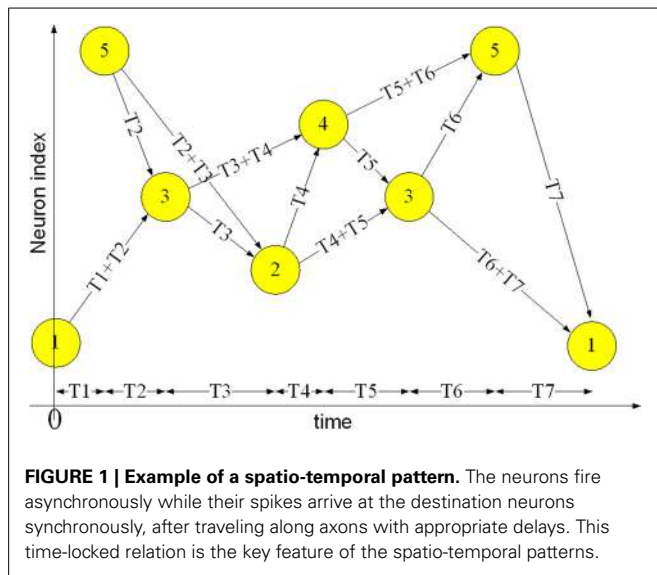 5
5
T2
T2+T3
T5+T6
4
T6
T3+T4
T5
3
3
T7
T4
T3
T4+T5
T1+T2
2
T6+T7
1
1
T1 T2 T3 T4 T5 T6 T7
0
time
Neuron index
FIGURE 1 | Example of a spatio-temporal pattern. The neurons fire
asynchronously while their spikes arrive at the destination neurons
synchronously, after traveling along axons with appropriate delays. This
time-locked relation is the key feature of the spatio-temporal patterns.